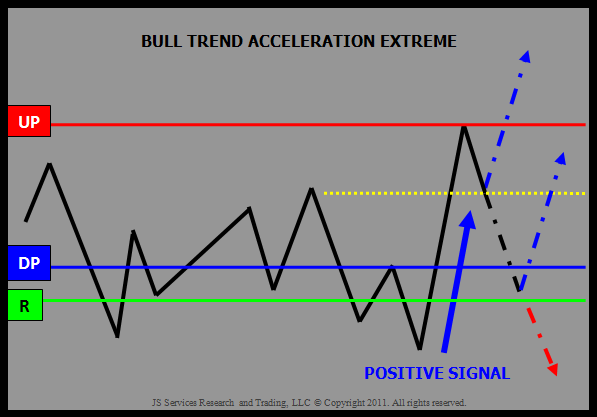 BULL TREND ACCELERATION EXTREME
UP
DP
R
POSITIVE SIGNAL
JS Services Research and Trading, LLC © Copyright 2011. All rights reserved.